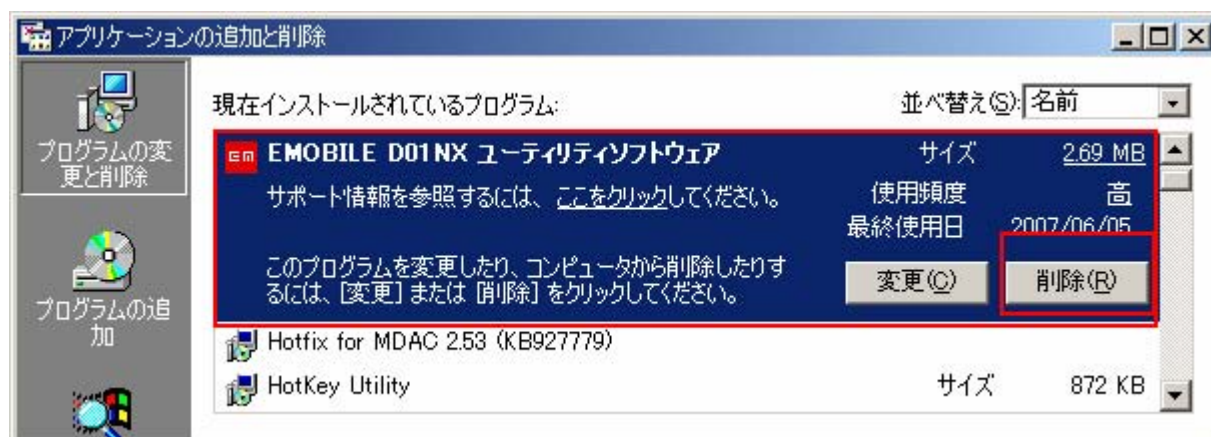 アプリケーションの追加と削除
プログラムの変
更と削除
プログラムの追
加
現在インストールされているプログラム:
並べ替え(S): 名前
EM EMOBILE D01NX ユーティリティソフトウェア サイズ 2.69 MB
サポート情報を参照するには、ここをクリックしてください。 使用頻度 高
最終使用日 2007/06/05
このプログラムを変更したり、コンピュータから削除したりす
るには、[変更] または [削除] をクリックしてください。
変更(C) 削除(R)
Hotfix for MDAC 2.53 (KB927779)
HotKey Utility サイズ 872 KB